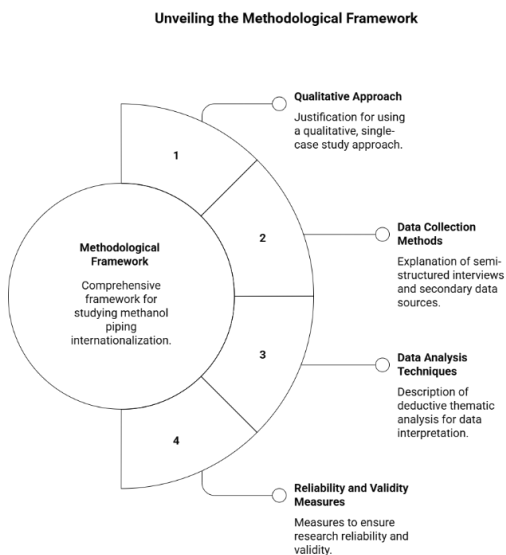 Unveiling the Methodological Framework
Qualitative Approach
Justification for using
a qualitative, single-
case study approach.
1
2
Data Collection
Methods
Explanation of semi-
structured interviews
and secondary data
sources.
Methodological
Framework
Comprehensive
framework for
studying methanol
piping
internationalization.
3
Data Analysis
Techniques
Description of
deductive thematic
analysis for data
interpretation.
4
Reliability and Validity
Measures
Measures to ensure
research reliability and
validity.